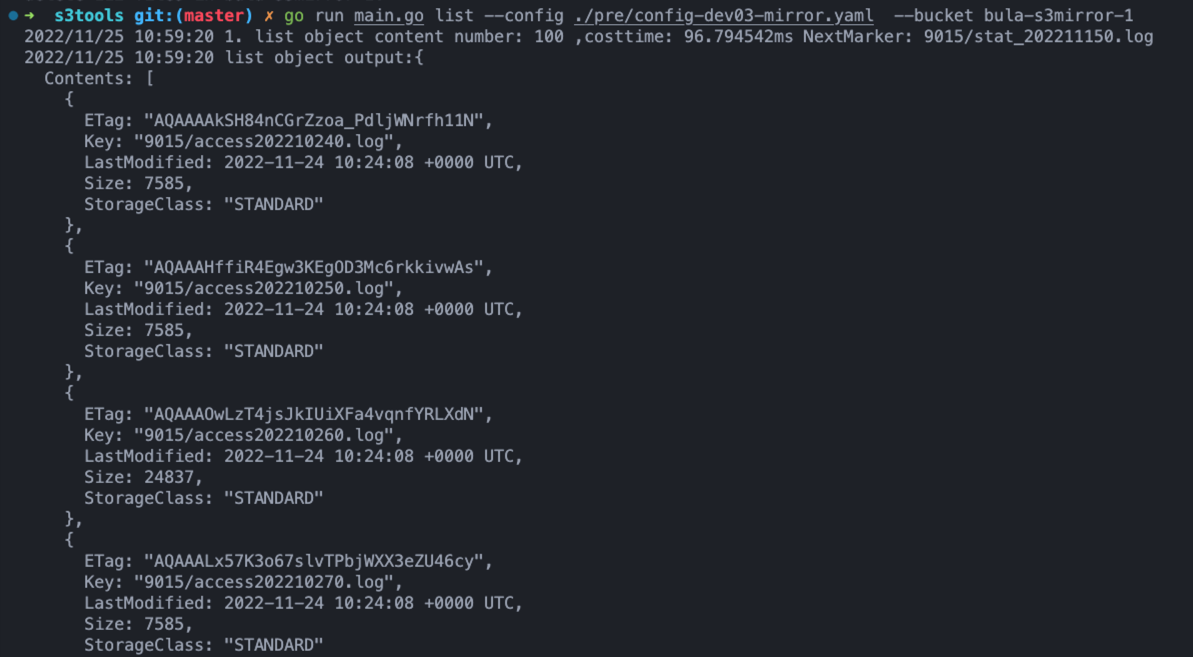 ➜  s3tools git:(master) ✗ go run main.go list --config ./pre/config-dev03-mirror.yaml  --bucket bula-s3mirror-1
2022/11/25 10:59:20 1. list object content number: 100 ,costtime: 96.794542ms NextMarker: 9015/stat_202211150.log
2022/11/25 10:59:20 list object output:{
  Contents: [
    {
      ETag: "AQAAAAkSH84nCGrZzoa_PdljWNrfh11N",
      Key: "9015/access202210240.log",
      LastModified: 2022-11-24 10:24:08 +0000 UTC,
      Size: 7585,
      StorageClass: "STANDARD"
    },
    {
      ETag: "AQAAAHffiR4Egw3KEgOD3Mc6rkkivwAs",
      Key: "9015/access202210250.log",
      LastModified: 2022-11-24 10:24:08 +0000 UTC,
      Size: 7585,
      StorageClass: "STANDARD"
    },
    {
      ETag: "AQAAAOwLzT4jsJkIUiXFa4vqnfYRLXdN",
      Key: "9015/access202210260.log",
      LastModified: 2022-11-24 10:24:08 +0000 UTC,
      Size: 24837,
      StorageClass: "STANDARD"
    },
    {
      ETag: "AQAAALx57K3o67slvTPbjWXX3eZU46cy",
      Key: "9015/access202210270.log",
      LastModified: 2022-11-24 10:24:08 +0000 UTC,
      Size: 7585,
      StorageClass: "STANDARD"